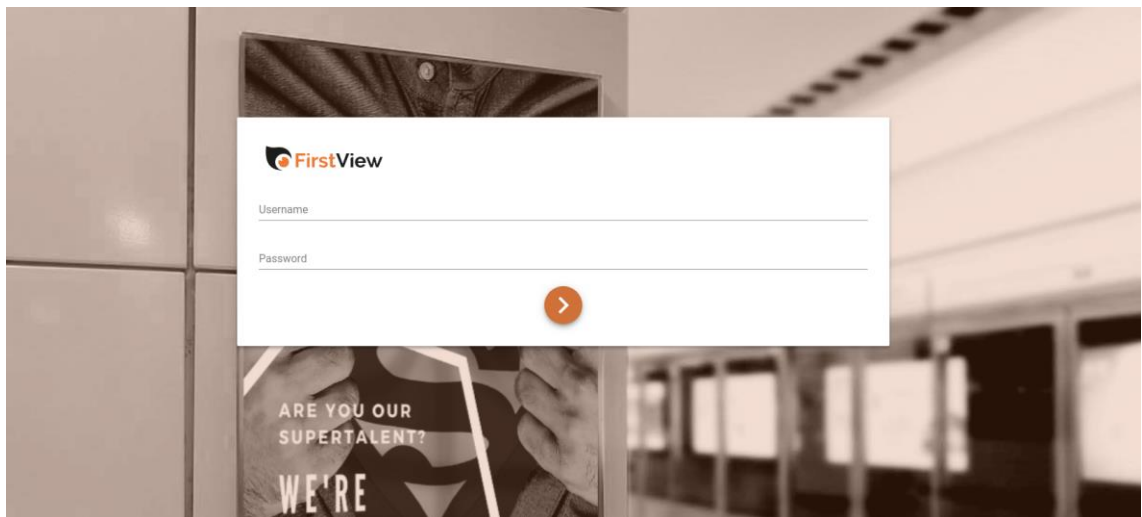 FirstView
Username
Password
ARE YOU OUR
SUPERTALENT?
WE'RE